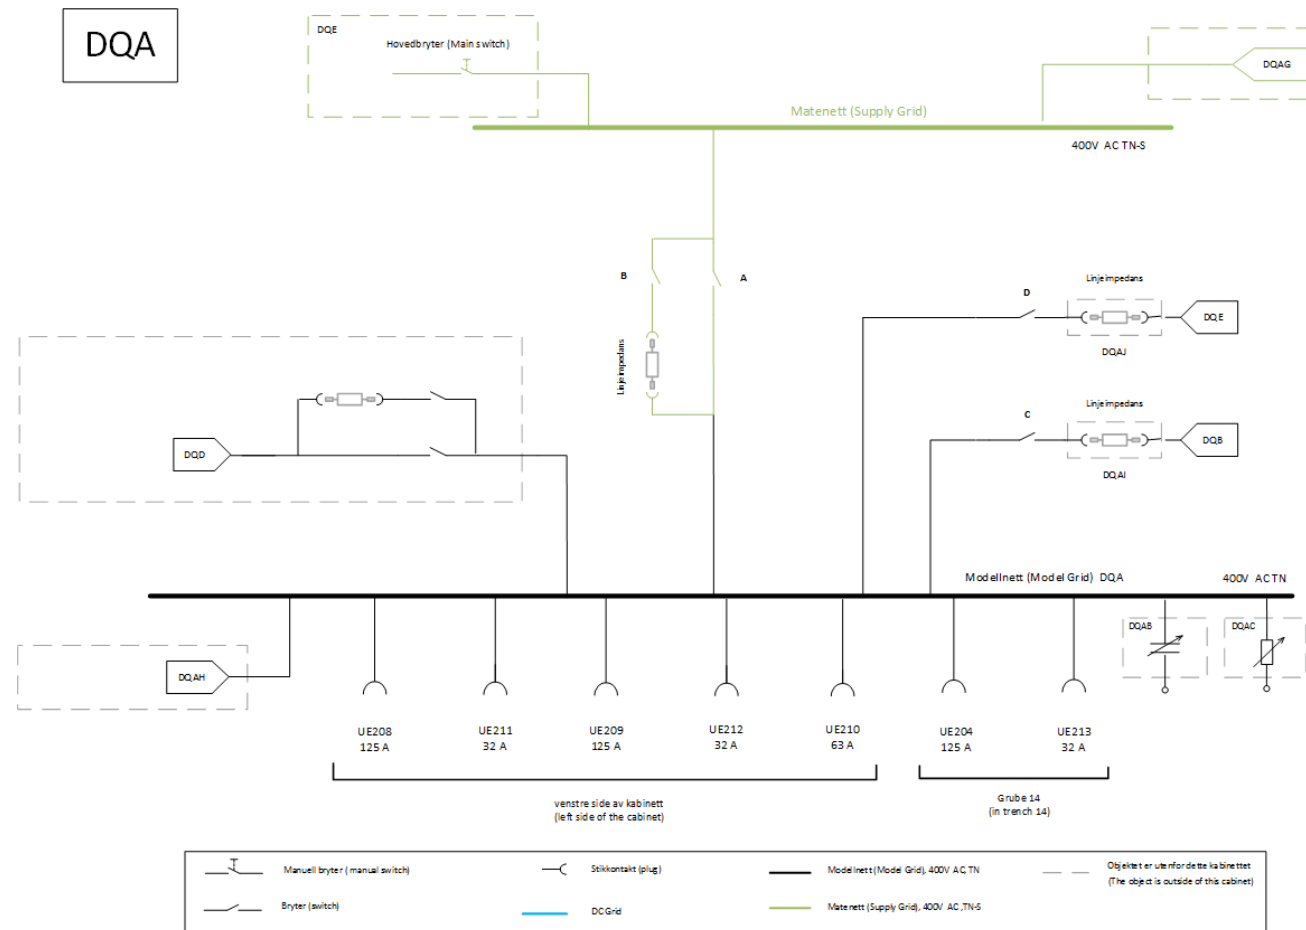 DQA
DQE
Hovedbryter (Main switch)
DQAG
Matenett (Supply Grid)
400V AC TN-S
B
A
Linjeimpedans
D
Linjeimpedans
DQE
DQAJ
Linjeimpedans
C
DQB
DQAI
DQD
Modellnett (Model Grid) DQA
400V AC TN
DQAB
DQAC
DQAH
UE208
125 A
UE211
32 A
UE209
125 A
UE212
32 A
UE210
63 A
UE204
125 A
UE213
32 A
venstre side av kabinett
(left side of the cabinet)
Grube 14
(in trench 14)
Manuell bryter (manual switch)
Stikkontakt (plug)
Modellnett (Model Grid), 400V AC, TN
Objektet er utenfor dette kabinettet
(The object is outside of this cabinet)
Bryter (switch)
DC Grid
Matenett (Supply Grid), 400V AC ,TN-S